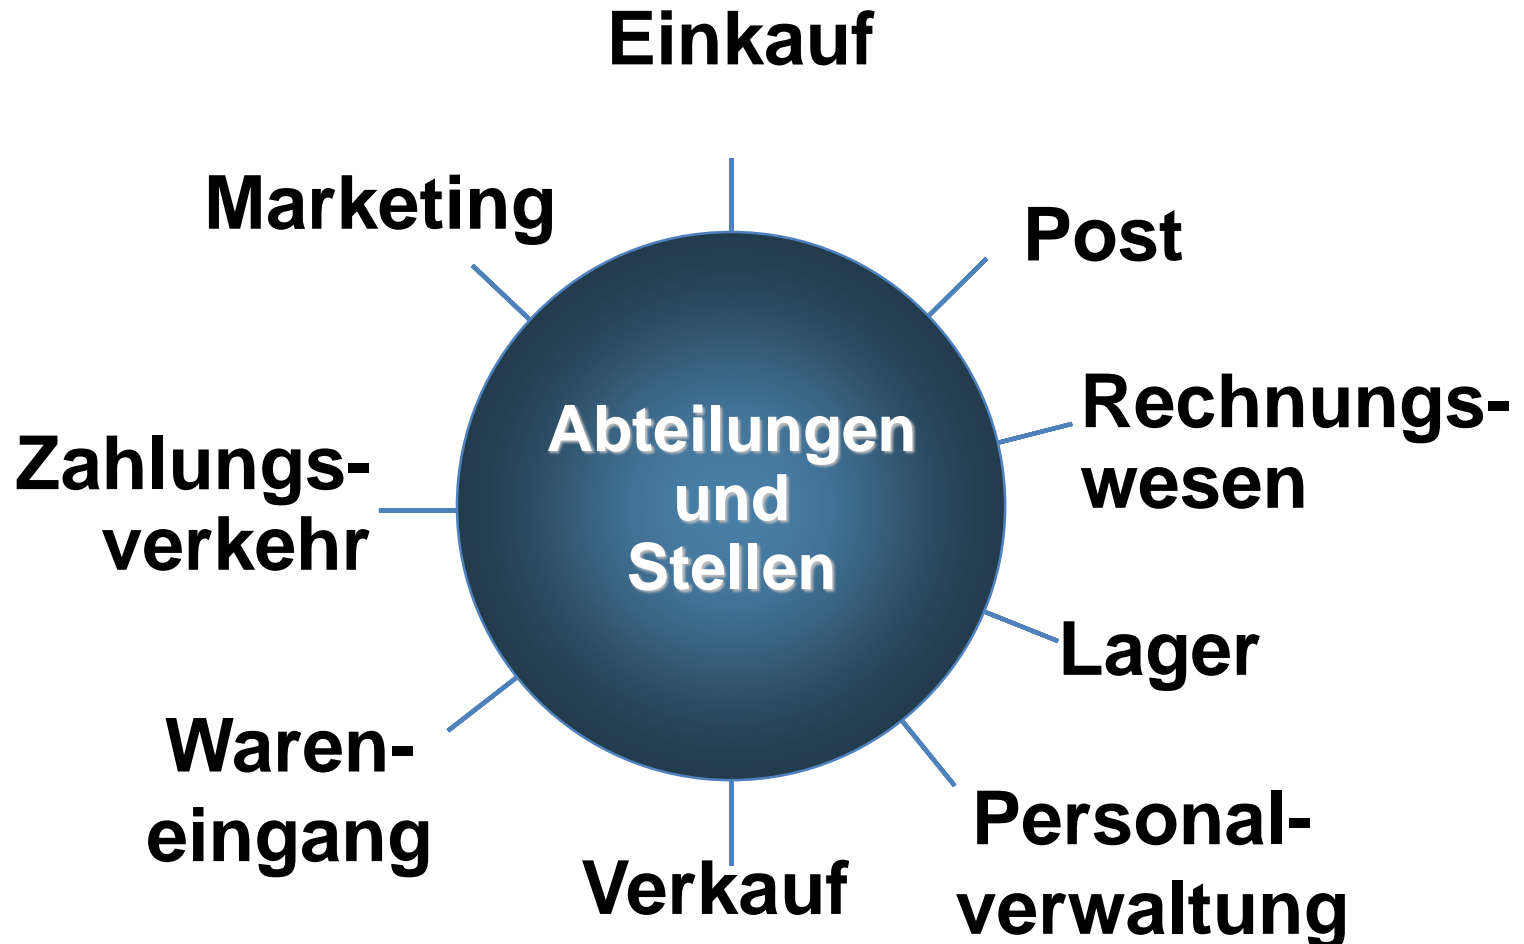 Einkauf
Marketing
Post
Rechnungs-
wesen
Zahlungs-
verkehr
Abteilungen
und
Stellen
Lager
Waren-
eingang
Personal-
verwaltung
Verkauf